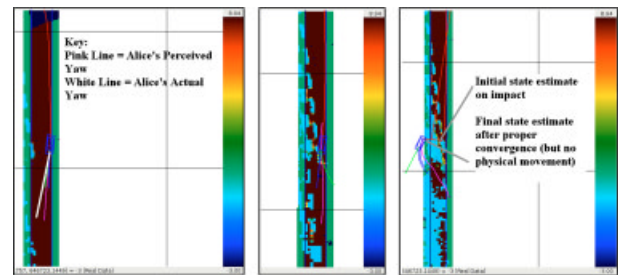 Key:
Pink Line = Alice's Perceived
Yaw
White Line = Alice's Actual
Yaw
Initial state estimate
on impact
Final state estimate
after proper
convergence (but no
physical movement)